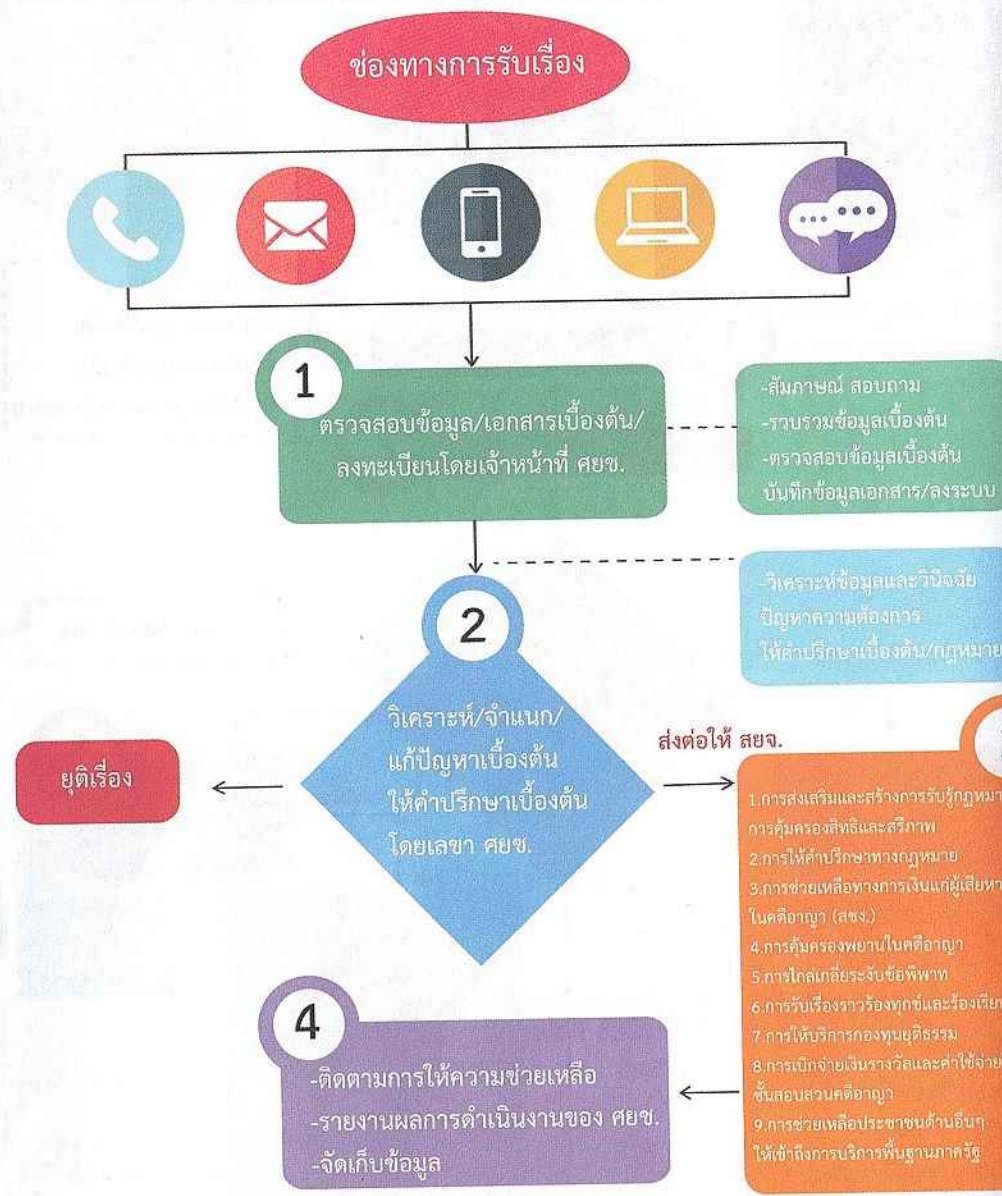 ช่องทางการรับเรื่อง
1
ตรวจสอบข้อมูล/เอกสารเบื้องต้น/
ลงทะเบียนโดยเจ้าหน้าที่ ศยช.
-สัมภาษณ์ สอบถาม
-รวบรวมข้อมูลเบื้องต้น
-ตรวจสอบข้อมูลเบื้องต้น
บันทึกข้อมูลเอกสาร/ลงระบบ
-วิเคราะห์ข้อมูลและวินิจฉัย
ปัญหาความต้องการ
ให้คำปรึกษาเบื้องต้น/กฎหมาย
2
วิเคราะห์/จำแนก/
แก้ปัญหาเบื้องต้น
ให้คำปรึกษาเบื้องต้น
โดยเลขา ศยช.
ยุติเรื่อง
ส่งต่อให้ สยจ.
1.การส่งเสริมและสร้างการรับรู้กฎหมา
การคุ้มครองสิทธิและสรีภาพ
2.การให้คำปรึกษาทางกฎหมาย
3.การช่วยเหลือทางการเงินแก่ผู้เสียหา
ในคดีอาญา (สชง.)
4.การคุ้มครองพยานในคดีอาญา
5.การไกลเกลี่ยระงับข้อพิพาท
6.การรับเรื่องราวร้องทุกข์และร้องเรีย
7.การให้บริการกองทุนยุติธรรม
8.การเบิกจ่ายเงินรางวัลและค่าใช้จ่าย
ชั้นสอบสวนคดีอาญา
9.การช่วยเหลือประชาชนด้านอื่นๆ
ให้เข้าถึงการบริการพื้นฐานภาครัฐ
4
-ติดตามการให้ความช่วยเหลือ
-รายงานผลการดำเนินงานของ ศยช.
-จัดเก็บข้อมูล